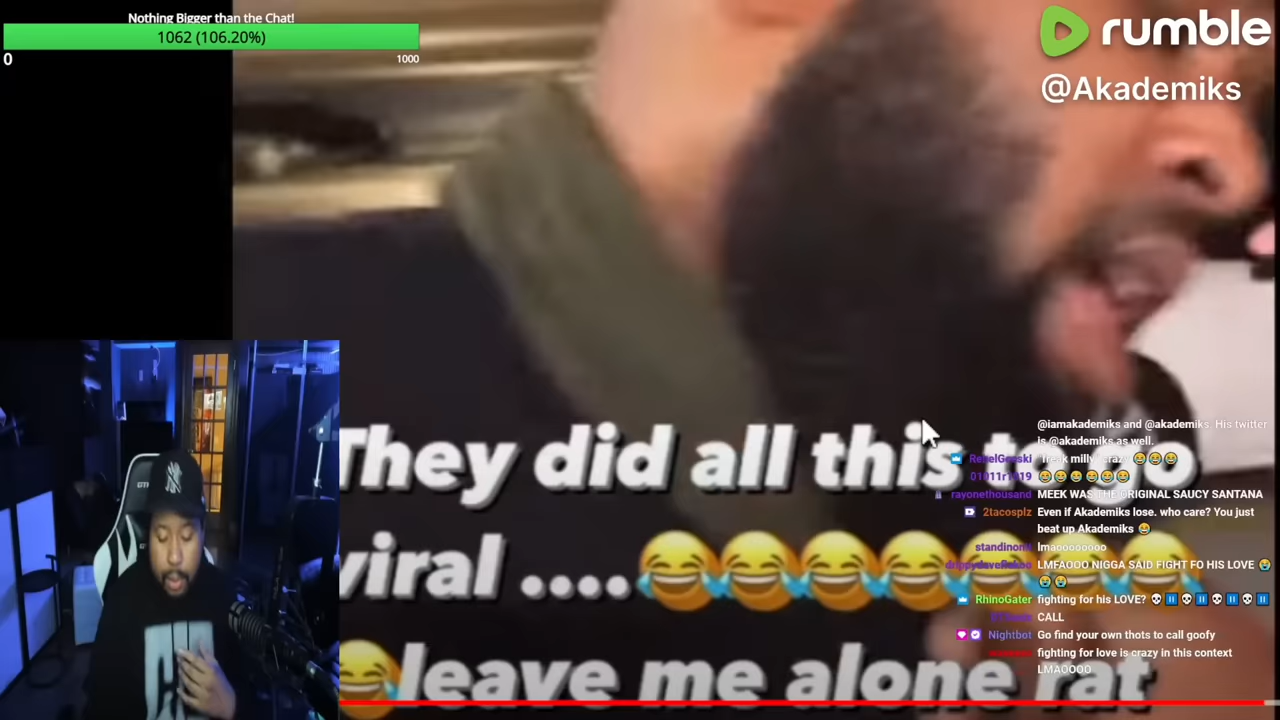 Nothing Bigger than the Chat!
1062 (106.20%)
0
1000
rumble
@Akademiks
They did all this to go
viral ....😂😂😂😂😂😂
😂leave me alone rat
@iamakademiks and @akademiks. His twitter
is @akademiks as well.
crazy 😂😂😂
😂😂😂😂😂😂
rayonethousand MEEK WAS THE ORIGINAL SAUCY SANTANA
2tacosplz Even if Akademiks lose. who care? You just
beat up Akademiks 😂
lmaooooooooo
LMFAOOO NIGGA SAID FIGHT FO HIS LOVE 😭
😭😭
RhinoGater fighting for his LOVE? 💀⏸💀⏸💀⏸💀⏸
CALL
Nightbot Go find your own thots to call goofy
fighting for love is crazy in this context
LMAOOOO